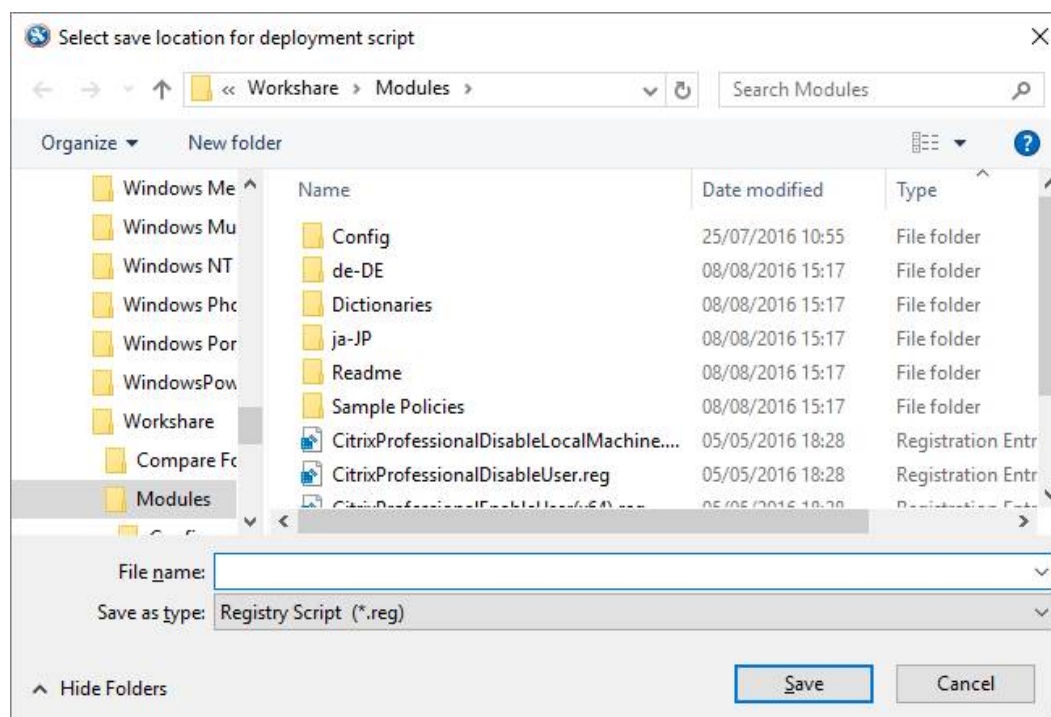 Select save location for deployment script
« Workshare › Modules ›
Search Modules
Organize
New folder
Name
Date modified
Type
Windows Me
Windows Mu
Windows NT
Windows Pho
Windows Por
WindowsPow
Workshare
Compare Fo
Modules
Config 25/07/2016 10:55 File folder
de-DE 08/08/2016 15:17 File folder
Dictionaries 08/08/2016 15:17 File folder
ja-JP 08/08/2016 15:17 File folder
Readme 08/08/2016 15:17 File folder
Sample Policies 08/08/2016 15:17 File folder
CitrixProfessionalDisableLocalMachine.... 05/05/2016 18:28 Registration Entr
CitrixProfessionalDisableUser.reg 05/05/2016 18:28 Registration Entr
File name:
Save as type: Registry Script (*.reg)
Hide Folders
Save
Cancel